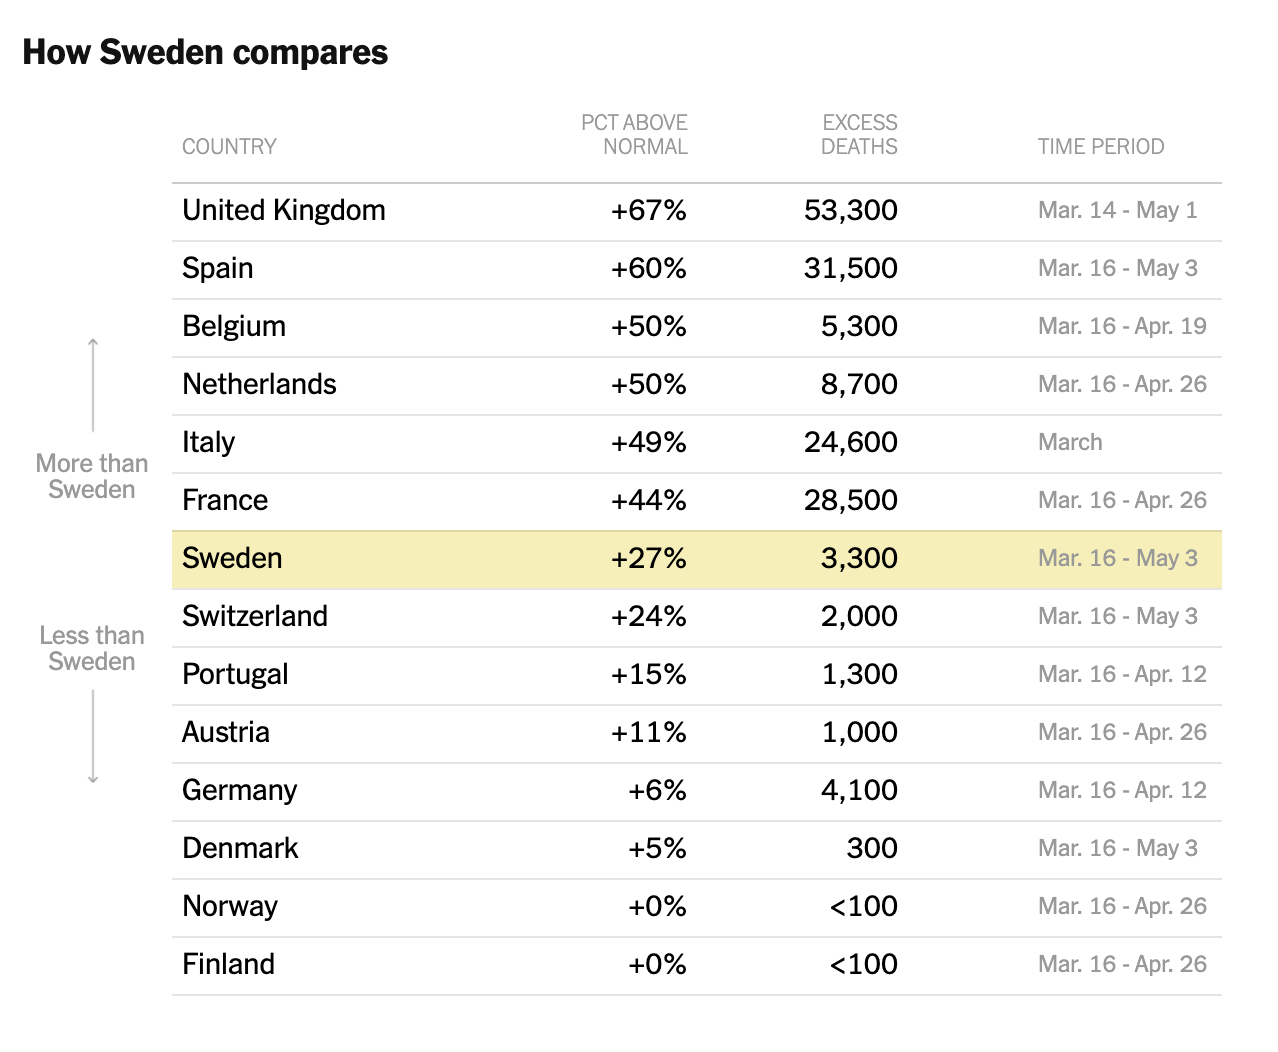 How Sweden compares
COUNTRY PCT ABOVE NORMAL EXCESS DEATHS TIME PERIOD
United Kingdom +67% 53,300 Mar. 14 - May 1
Spain +60% 31,500 Mar. 16 - May 3
Belgium +50% 5,300 Mar. 16 - Apr. 19
Netherlands +50% 8,700 Mar. 16 - Apr. 26
Italy +49% 24,600 March
More than
Sweden
France +44% 28,500 Mar. 16 - Apr. 26
Sweden +27% 3,300 Mar. 16 - May 3
Switzerland +24% 2,000 Mar. 16 - May 3
Less than
Sweden
Portugal +15% 1,300 Mar. 16 - Apr. 12
Austria +11% 1,000 Mar. 16 - Apr. 26
Germany +6% 4,100 Mar. 16 - Apr. 12
Denmark +5% 300 Mar. 16 - May 3
Norway +0% <100 Mar. 16 - Apr. 26
Finland +0% <100 Mar. 16 - Apr. 26